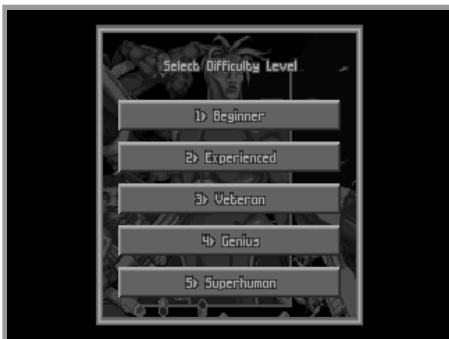 Select Difficulty Level
1> Beginner
2> Experienced
3> Veteran
4> Genius
5> Superhuman